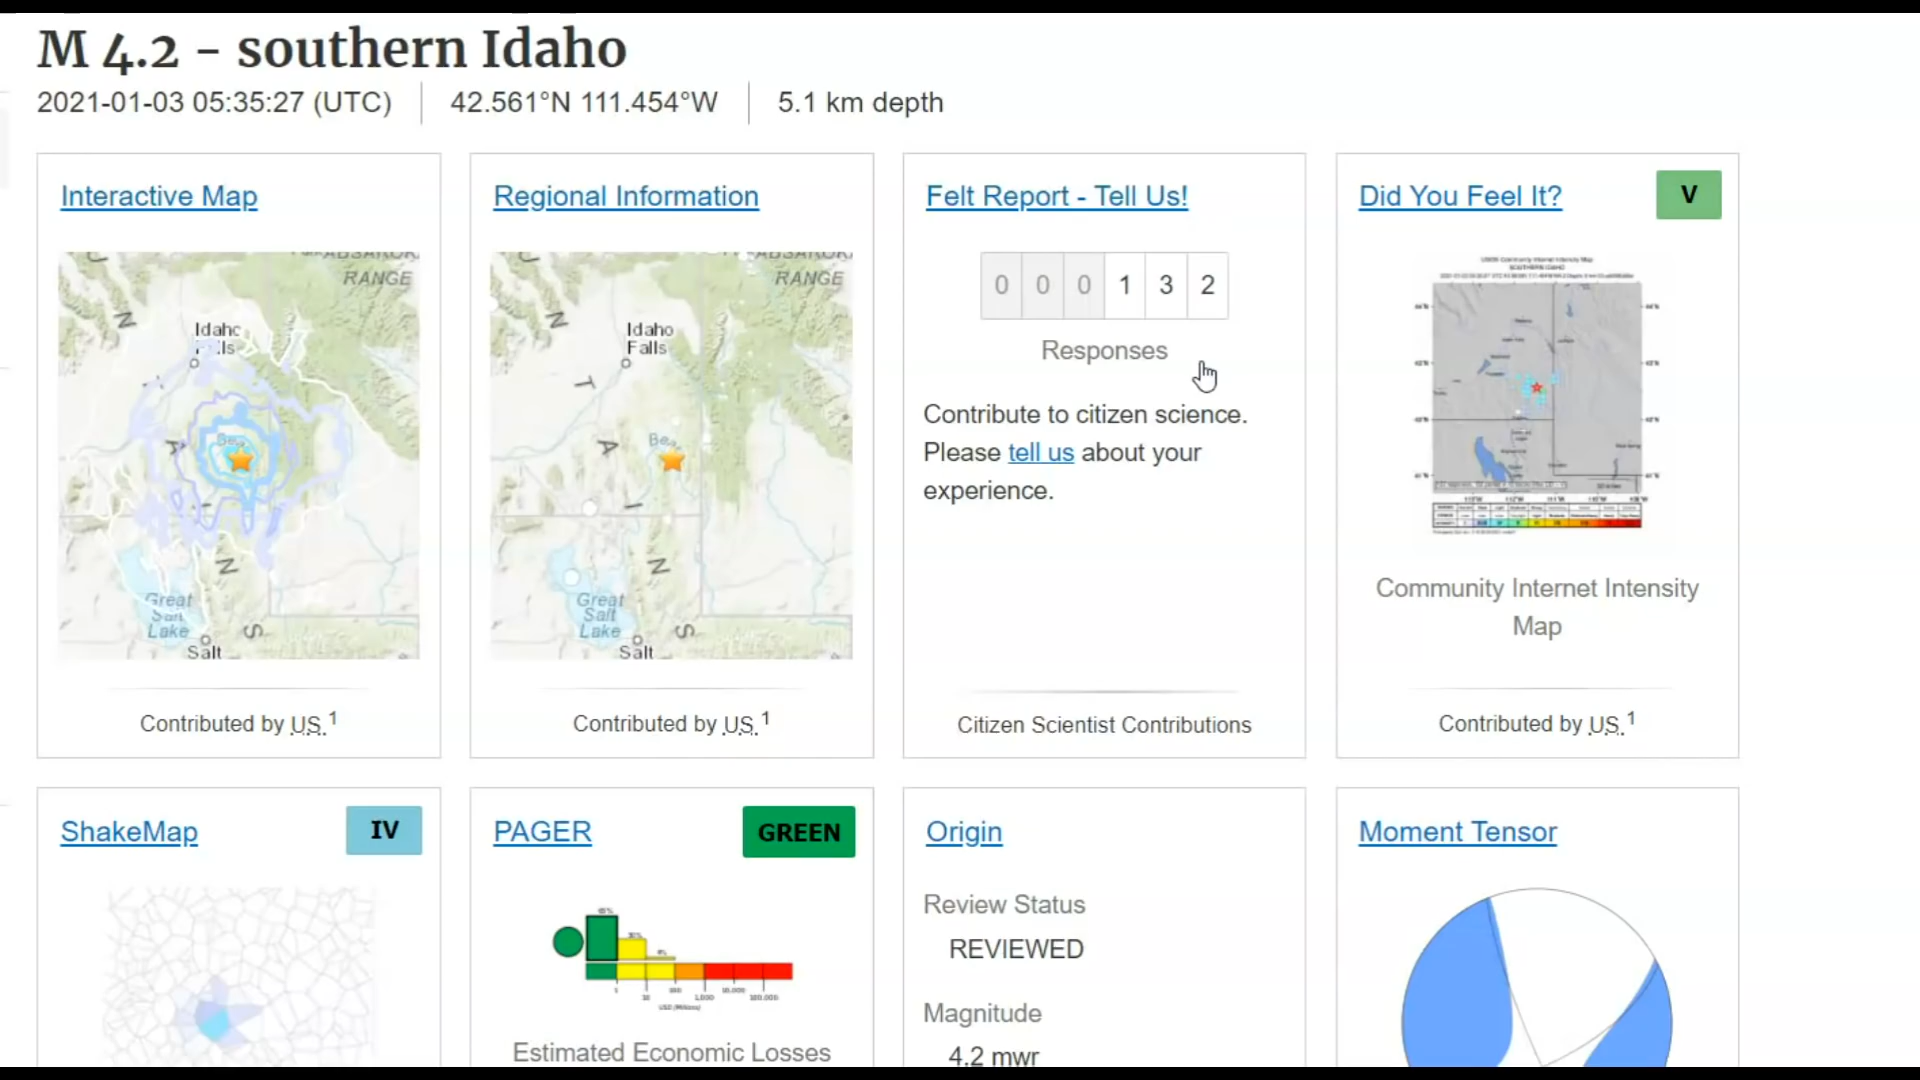 M 4.2 - southern Idaho
2021-01-03 05:35:27 (UTC)
42.561°N 111.454°W
5.1 km depth
Interactive Map
RANGE
Great
Lake
Salt
Contributed by US.1
Regional Information
RANGE
Idaho
Falls
Great
Salt
Lake
Salt
Contributed by US.1
Felt Report - Tell Us!
0 0 0 1 3 2
Responses
Contribute to citizen science.
Please tell us about your
experience.
Citizen Scientist Contributions
Did You Feel It?
V
Community Internet Intensity
Map
Contributed by US.1
ShakeMap
IV
PAGER
GREEN
Estimated Economic Losses
Origin
Review Status
REVIEWED
Magnitude
4.2 mwr
Moment Tensor